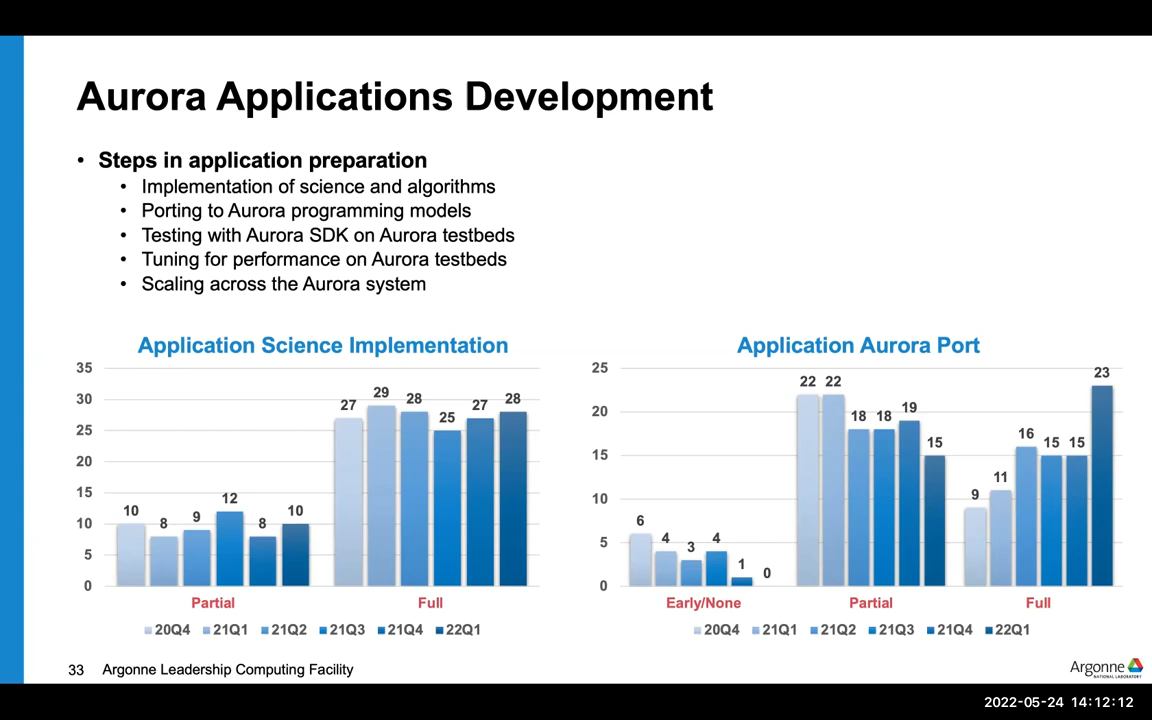 Aurora Applications Development
• Steps in application preparation
• Implementation of science and algorithms
• Porting to Aurora programming models
• Testing with Aurora SDK on Aurora testbeds
• Tuning for performance on Aurora testbeds
• Scaling across the Aurora system
Application Science Implementation
35
30
25
20
15
10
5
0
10 8 9 12 8 10
27 29 28 25 27 28
Partial Full
20Q4 21Q1 21Q2 21Q3 21Q4 22Q1
Application Aurora Port
25
20
15
10
5
0
6 4 3 4 1 0
22 22 18 18 19 15
9 11 16 15 15 23
Early/None Partial Full
20Q4 21Q1 21Q2 21Q3 21Q4 22Q1
33 Argonne Leadership Computing Facility
Argonne
NATIONAL LABORATORY
2022-05-24 14:12:12